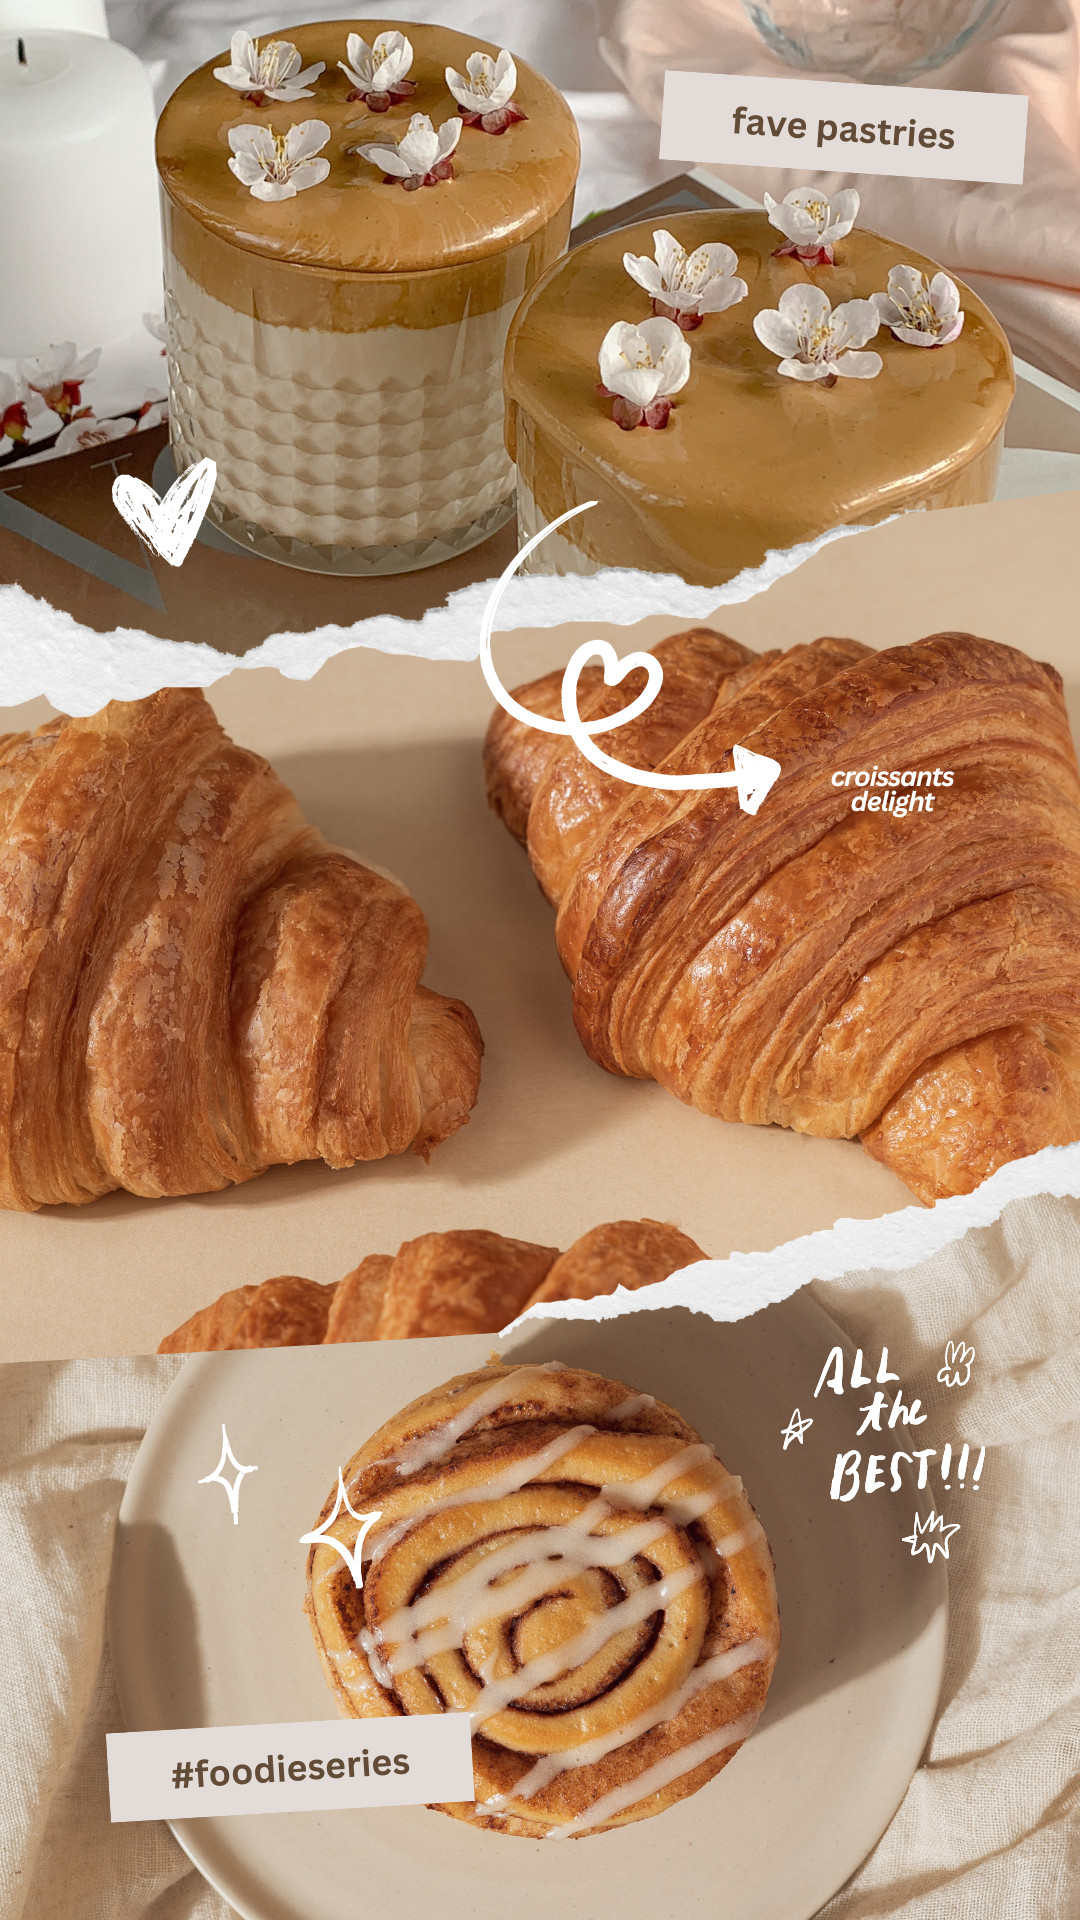 fave pastries
croissants
delight
ALL
the
BEST!!!
#foodieseries